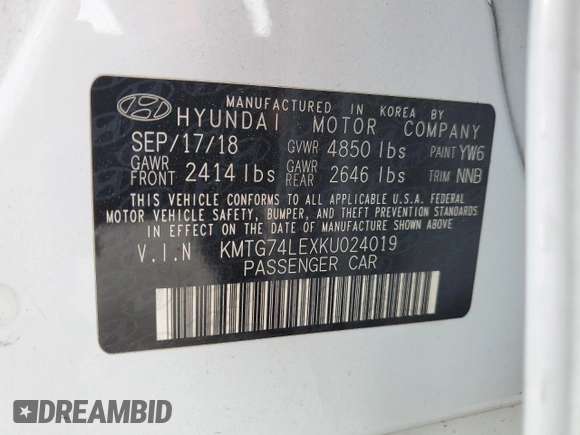 MANUFACTURED IN KOREA BY
HYUNDAI MOTOR COMPANY
SEP/17/18 GVWR 4850 lbs PAINT YW6
GAWR FRONT 2414 lbs GAWR REAR 2646 lbs TRIM NNB
THIS VEHICLE CONFORMS TO ALL APPLICABLE U.S.A. FEDERAL
MOTOR VEHICLE SAFETY, BUMPER, AND THEFT PREVENTION STANDARDS
IN EFFECT ON THE DATE OF MANUFACTURE SHOWN ABOVE.
V.I.N KMTG74LEXKU024019
PASSENGER CAR
DREAMBID